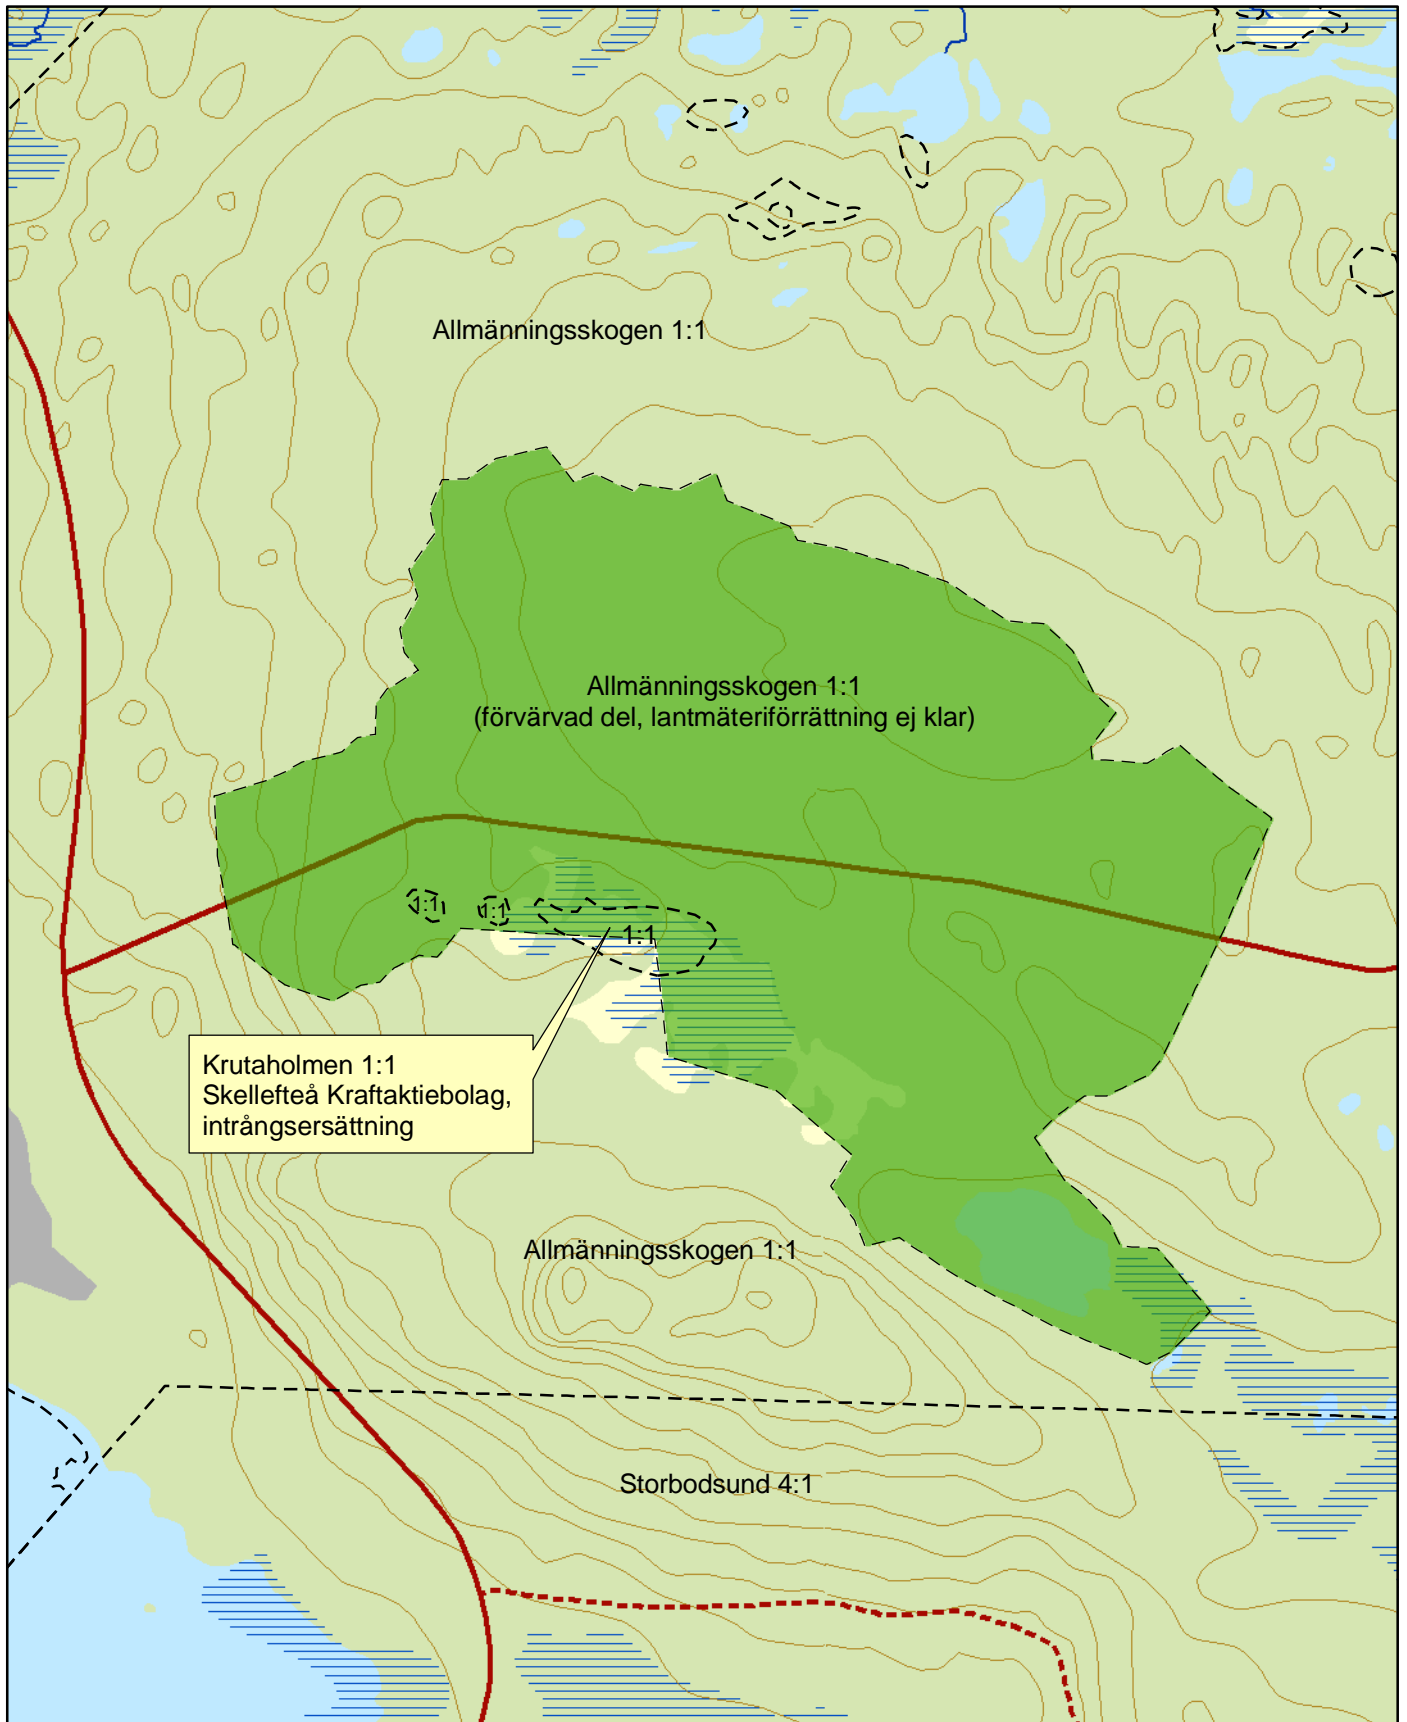 Allmänningsskogen 1:1
Allmänningsskogen 1:1
(förvärvad del, lantmäteriförrättning ej klar)
1:1
1:1
1:1
Krutaholmen 1:1
Skellefteå Kraftaktiebolag,
intrångsersättning
Allmänningsskogen 1:1
Storbodsund 4:1